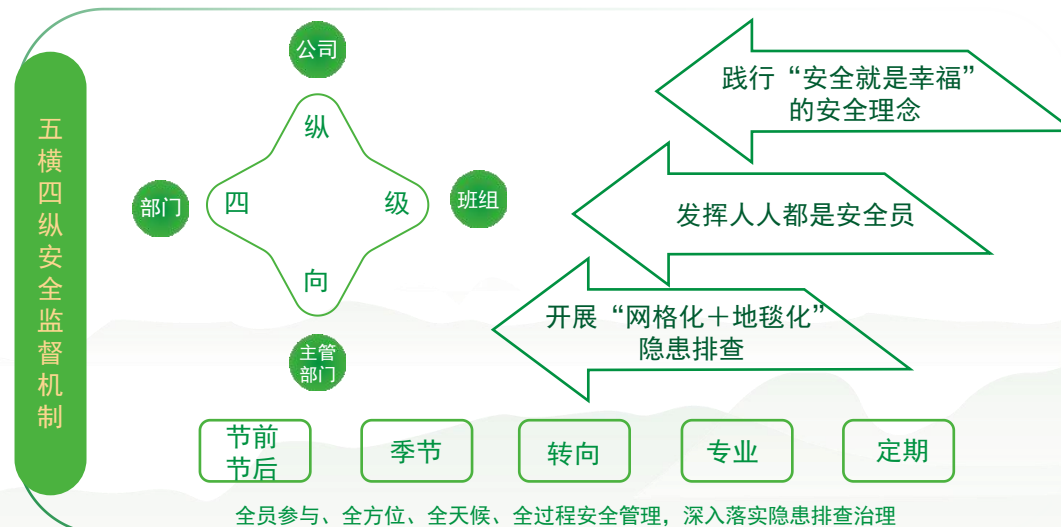 五横四纵安全监督机制
公司
纵
四
级
向
部门
班组
主管
部门
践行“安全就是幸福”
的安全理念
发挥人人都是安全员
开展“网格化＋地毯化”
隐患排查
节前
节后
季节
转向
专业
定期
全员参与、全方位、全天候、全过程安全管理，深入落实隐患排查治理